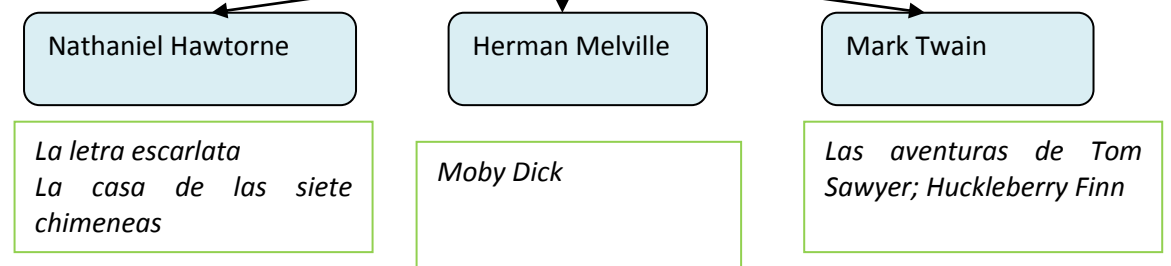 Nathaniel Hawtorne
Herman Melville
Mark Twain
La letra escarlata
La casa de las siete
chimeneas
Moby Dick
Las aventuras de Tom
Sawyer; Huckleberry Finn